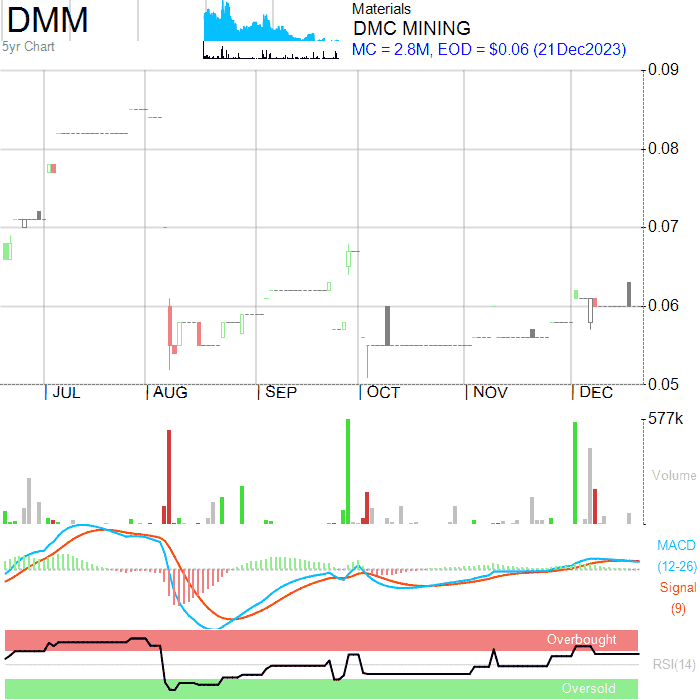 DMM
5yr Chart
Materials
DMC MINING
MC = 2.8M, EOD = $0.06 (21Dec2023)
0.09
0.08
0.07
0.06
0.05
JUL AUG SEP OCT NOV DEC
577k
Volume
MACD
(12-26)
Signal
(9)
Overbought
RSI(14)
Oversold